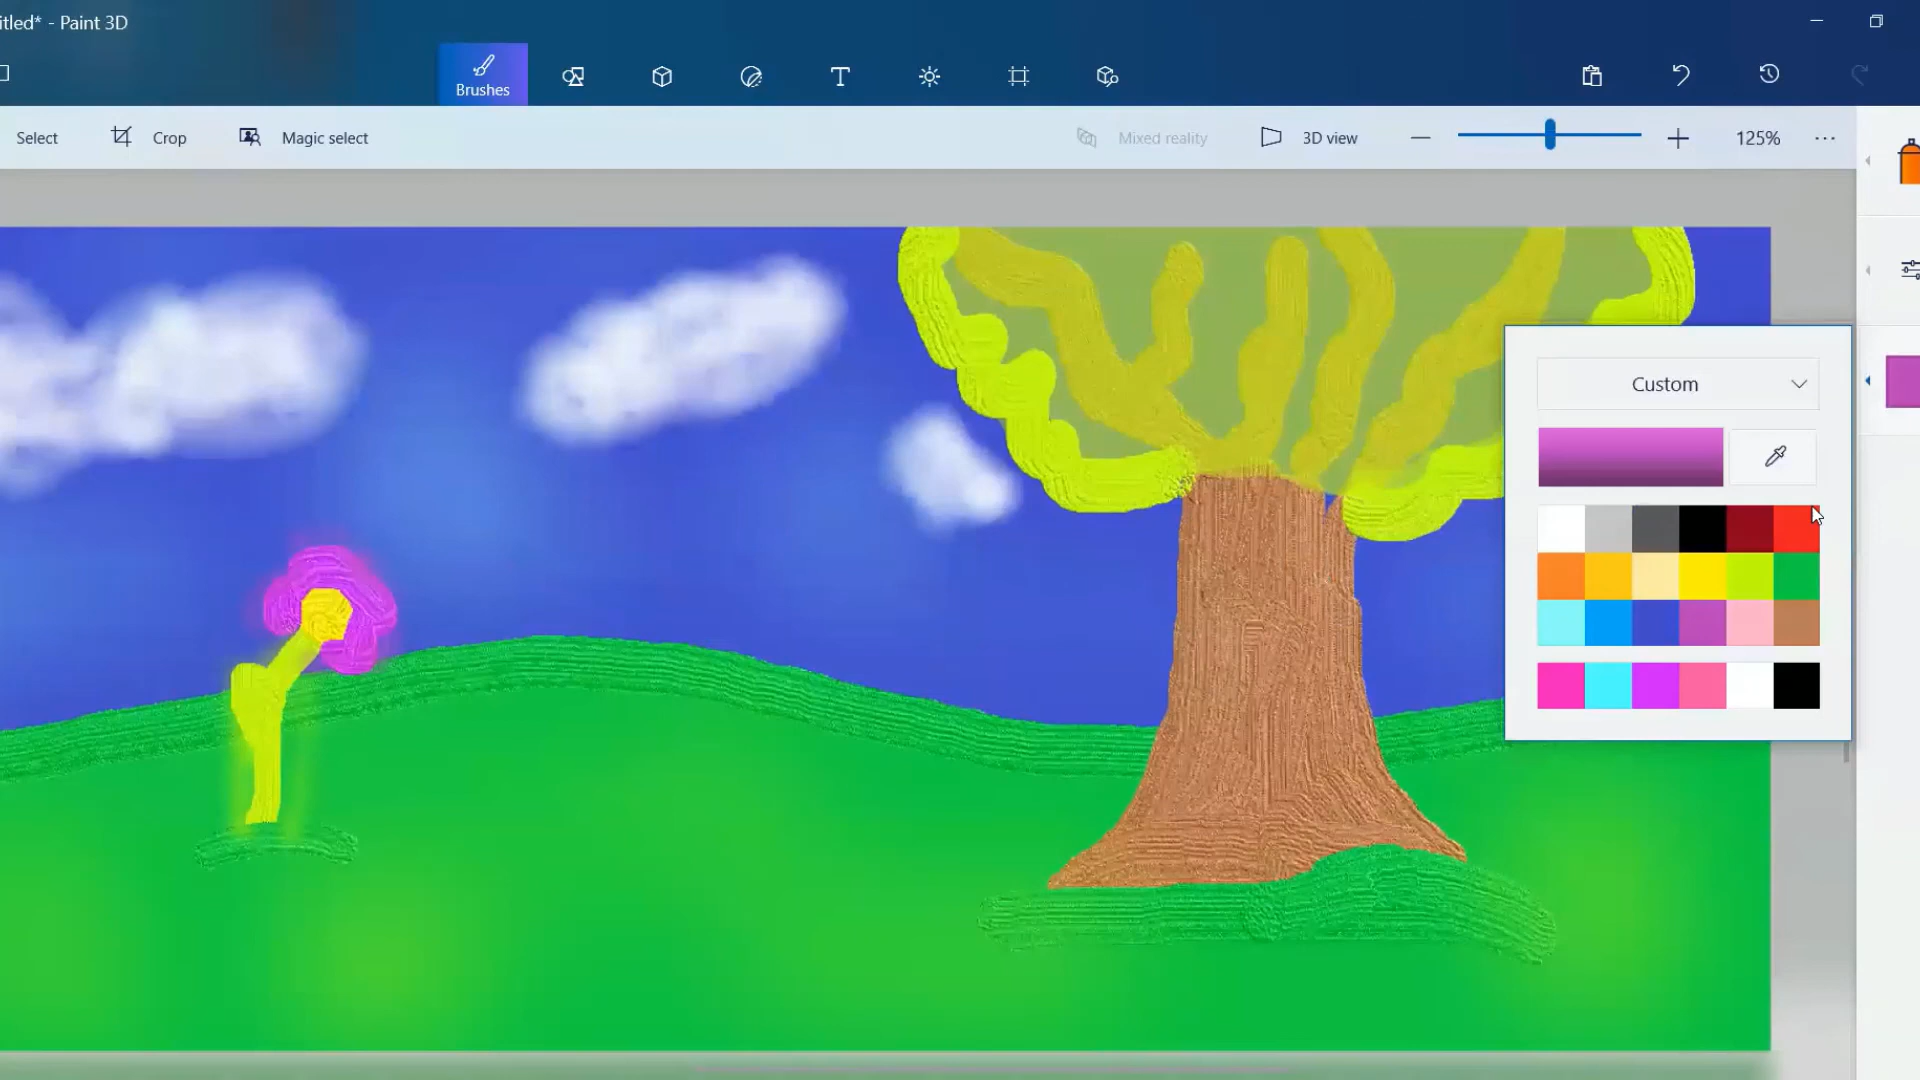 itled* - Paint 3D
Brushes
Select Crop Magic select Mixed reality 3D view 125%
Custom